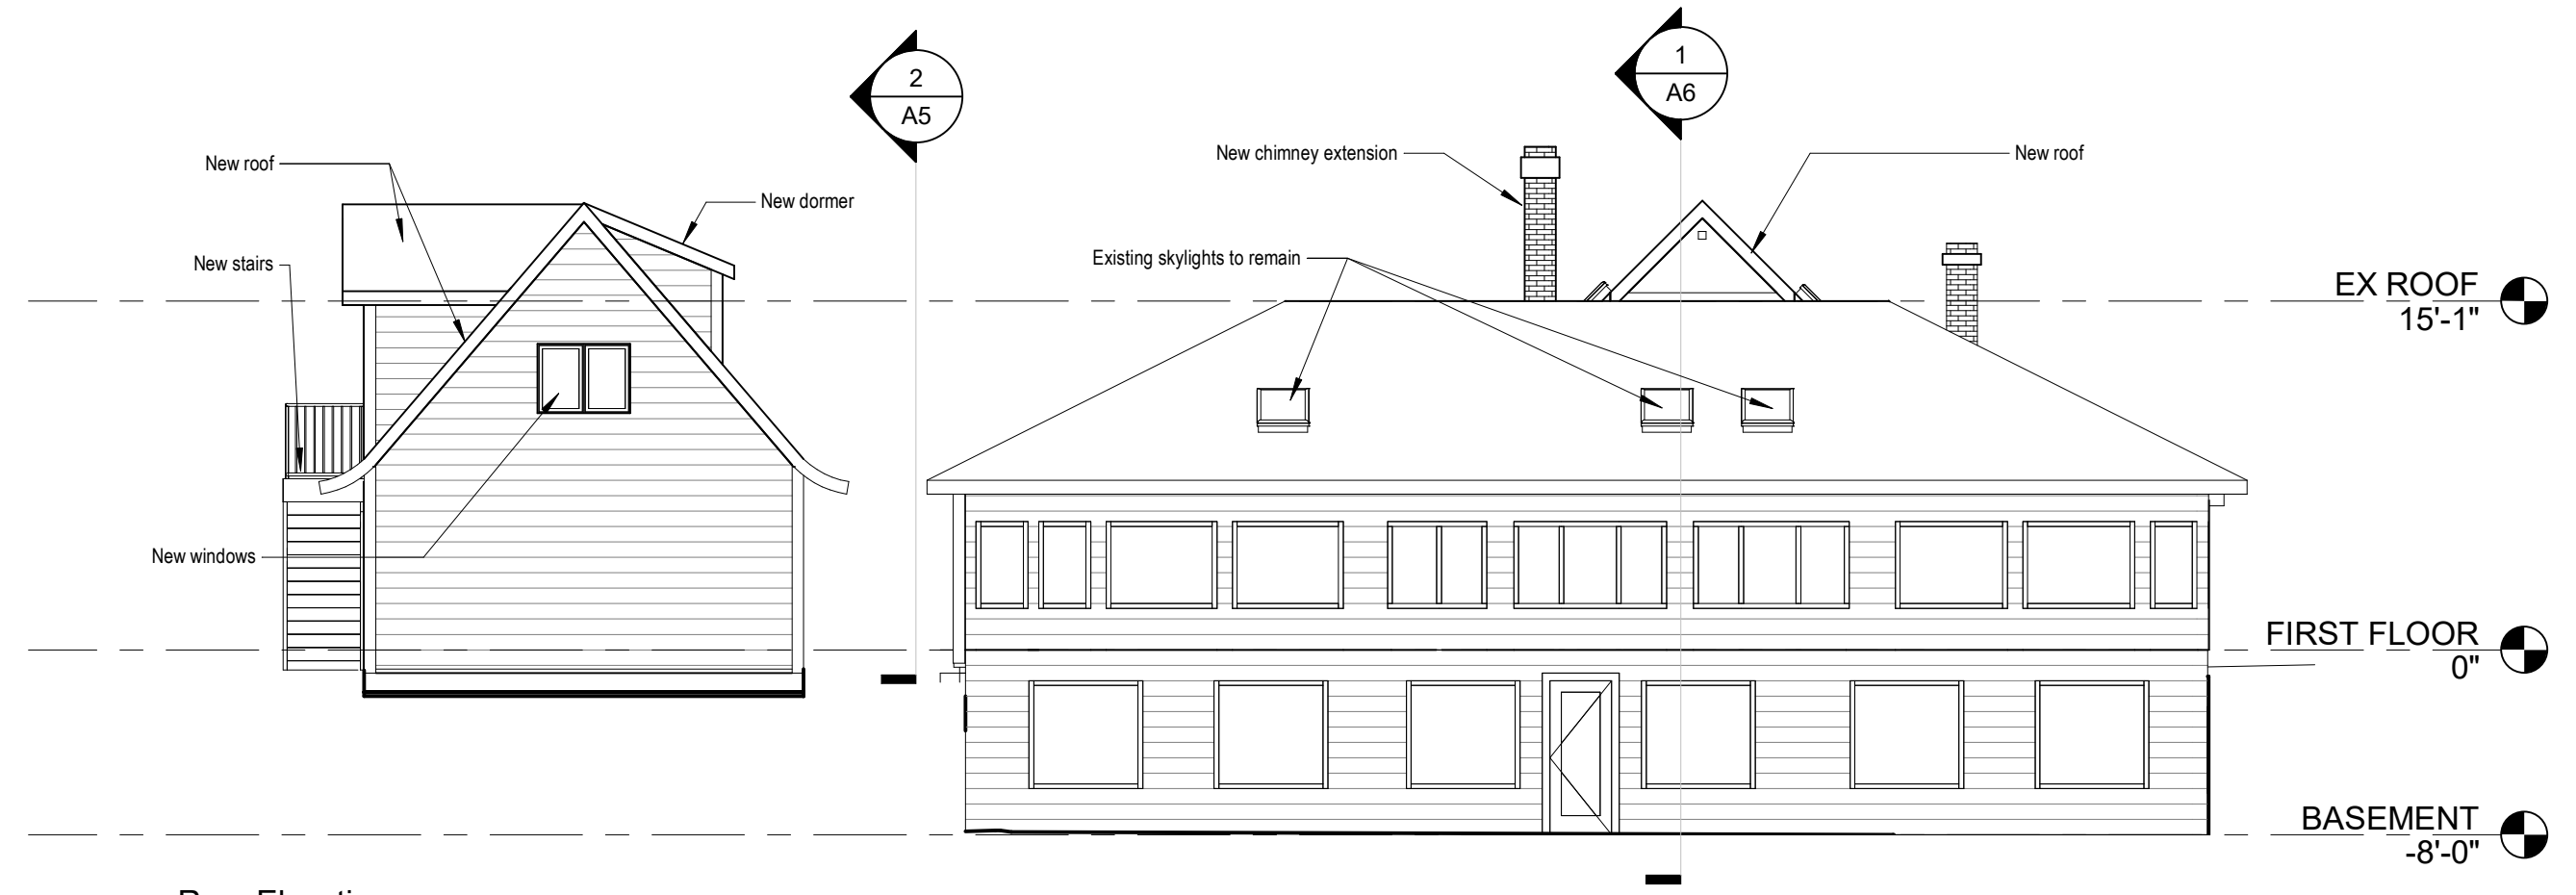 1
A6
2
A5
New roof
New dormer
New stairs
New windows
New chimney extension
New roof
Existing skylights to remain
EX ROOF
15'-1"
FIRST FLOOR
0"
BASEMENT
-8'-0"